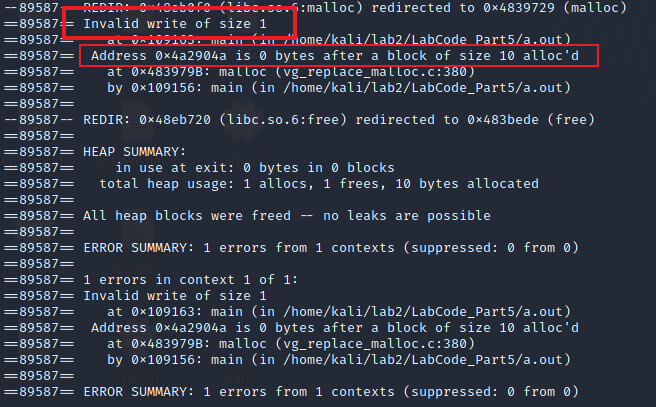 --89587-- REDIR: 0×48eb0f0 (libc.so.6:malloc) redirected to 0×4839729 (malloc)
==89587== Invalid write of size 1
==89587==    at 0×109163: main (in /home/kali/lab2/LabCode_Part5/a.out)
==89587==  Address 0×4a2904a is 0 bytes after a block of size 10 alloc'd
==89587==    at 0×483979B: malloc (vg_replace_malloc.c:380)
==89587==    by 0×109156: main (in /home/kali/lab2/LabCode_Part5/a.out)
==89587==
--89587-- REDIR: 0×48eb720 (libc.so.6:free) redirected to 0×483bede (free)
==89587==
==89587== HEAP SUMMARY:
==89587==     in use at exit: 0 bytes in 0 blocks
==89587==   total heap usage: 1 allocs, 1 frees, 10 bytes allocated
==89587==
==89587== All heap blocks were freed -- no leaks are possible
==89587==
==89587== ERROR SUMMARY: 1 errors from 1 contexts (suppressed: 0 from 0)
==89587==
==89587== 1 errors in context 1 of 1:
==89587== Invalid write of size 1
==89587==    at 0×109163: main (in /home/kali/lab2/LabCode_Part5/a.out)
==89587==  Address 0×4a2904a is 0 bytes after a block of size 10 alloc'd
==89587==    at 0×483979B: malloc (vg_replace_malloc.c:380)
==89587==    by 0×109156: main (in /home/kali/lab2/LabCode_Part5/a.out)
==89587==
==89587== ERROR SUMMARY: 1 errors from 1 contexts (suppressed: 0 from 0)